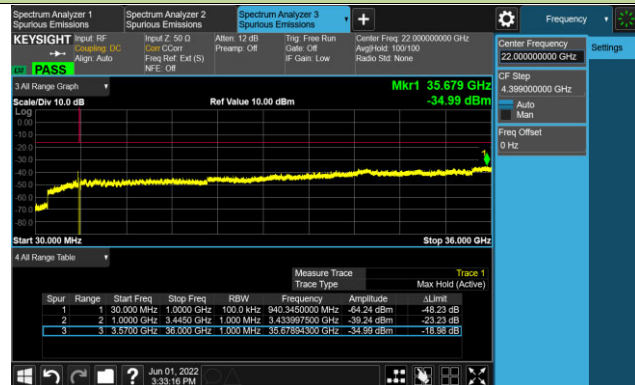 Spectrum Analyzer 1
Spurious Emissions
Spectrum Analyzer 2
Spurious Emissions
Spectrum Analyzer 3
Spurious Emissions
Frequency
KEYSIGHT
Input: RF
Coupling: DC
Align: Auto
Input Z: 50 Ω
Corr CCorr
Freq Ref: Ext (S)
NFE: Off
Atten: 12 dB
Preamp: Off
Trig: Free Run
Gate: Off
IF Gain: Low
Center Freq: 22.000000000 GHz
Avg|Hold: 100/100
Radio Std: None
PASS
Center Frequency
22.000000000 GHz
Settings
CF Step
4.399000000 GHz
Auto
Man
Freq Offset
0 Hz
3 All Range Graph
Mkr1 35.679 GHz
-34.99 dBm
Scale/Div 10.0 dB
Ref Value 10.00 dBm
Log
0.00
-10.0
-20.0
-30.0
-40.0
-50.0
-60.0
-70.0
-80.0
1
Start 30.000 MHz
Stop 36.000 GHz
4 All Range Table
Measure Trace Trace 1
Trace Type Max Hold (Active)
Spur Range Start Freq Stop Freq RBW Frequency Amplitude ΔLimit
1 1 30.000 MHz 1.0000 GHz 100.0 kHz 940.3450000 MHz -64.24 dBm -48.23 dB
2 2 1.0000 GHz 3.4450 GHz 1.000 MHz 3.433997500 GHz -39.24 dBm -23.23 dB
3 3 3.5700 GHz 36.000 GHz 1.000 MHz 35.67894300 GHz -34.99 dBm -18.98 dB
Jun 01, 2022
3:33:16 PM